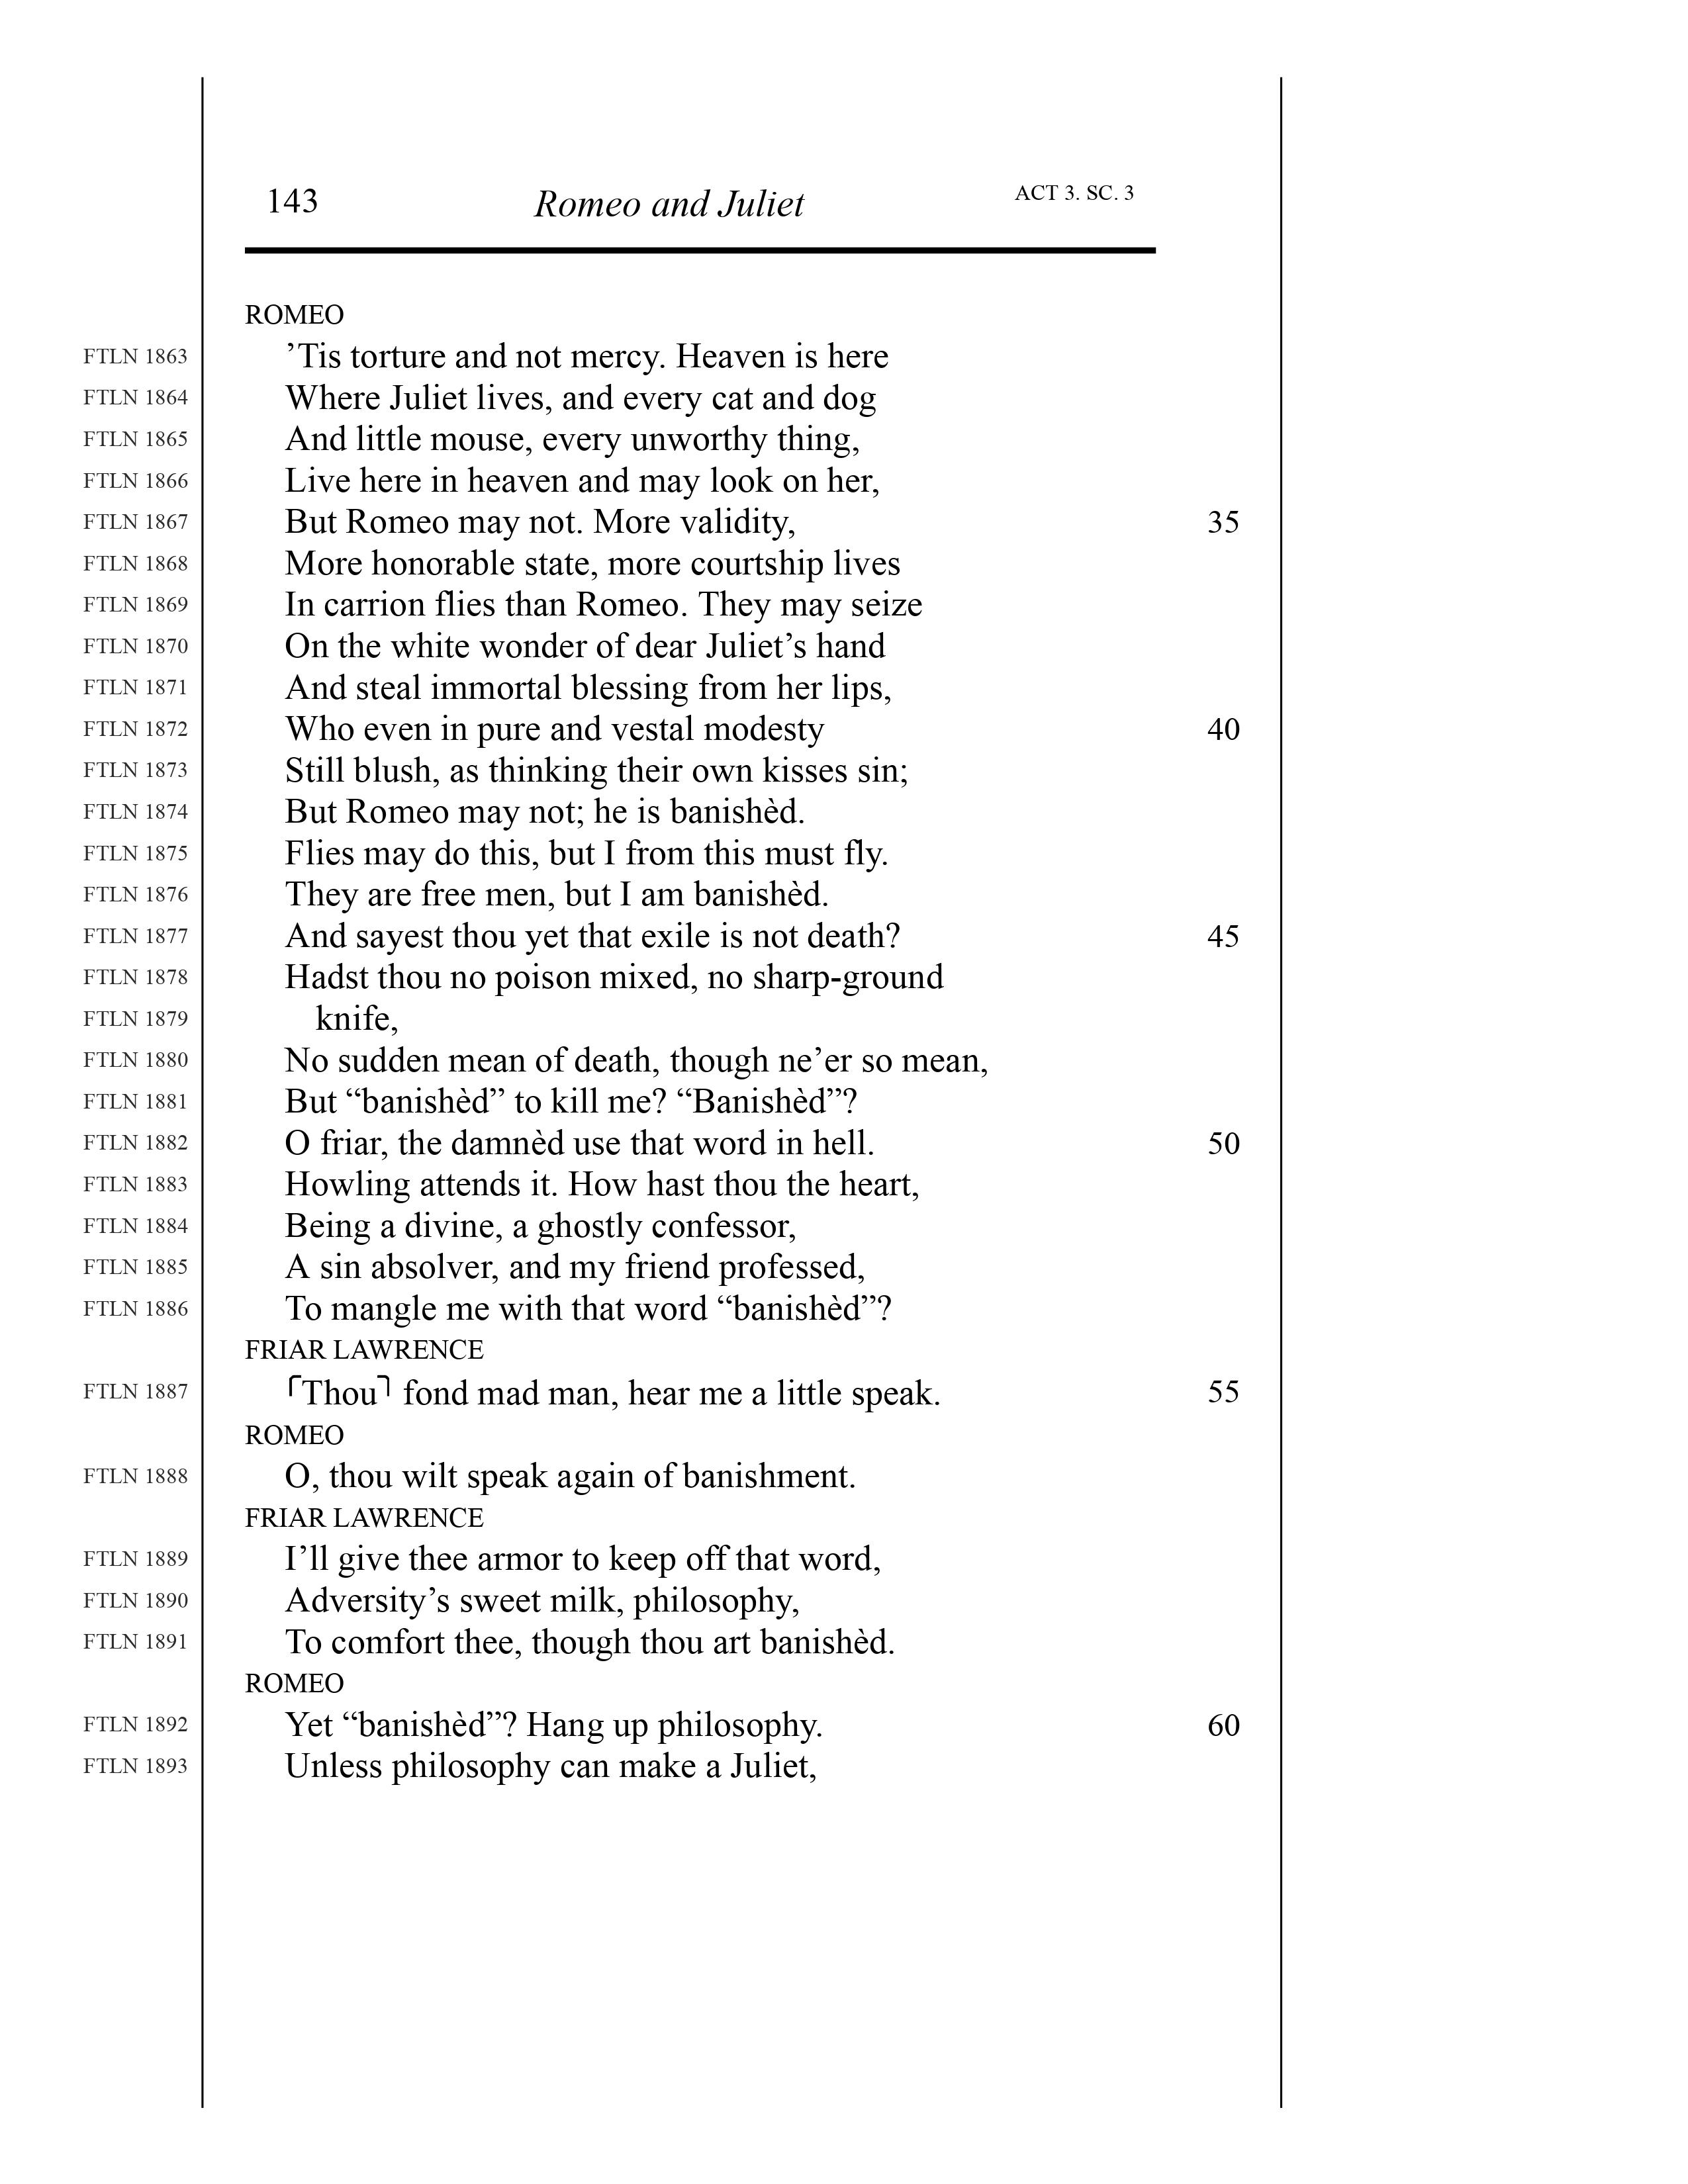 143 Romeo and Juliet ACT 3. SC. 3
ROMEO
FTLN 1863 ’Tis torture and not mercy. Heaven is here
FTLN 1864 Where Juliet lives, and every cat and dog
FTLN 1865 And little mouse, every unworthy thing,
FTLN 1866 Live here in heaven and may look on her,
FTLN 1867 But Romeo may not. More validity, 35
FTLN 1868 More honorable state, more courtship lives
FTLN 1869 In carrion flies than Romeo. They may seize
FTLN 1870 On the white wonder of dear Juliet’s hand
FTLN 1871 And steal immortal blessing from her lips,
FTLN 1872 Who even in pure and vestal modesty 40
FTLN 1873 Still blush, as thinking their own kisses sin;
FTLN 1874 But Romeo may not; he is banishèd.
FTLN 1875 Flies may do this, but I from this must fly.
FTLN 1876 They are free men, but I am banishèd.
FTLN 1877 And sayest thou yet that exile is not death? 45
FTLN 1878 Hadst thou no poison mixed, no sharp-ground
FTLN 1879 knife,
FTLN 1880 No sudden mean of death, though ne’er so mean,
FTLN 1881 But “banishèd” to kill me? “Banishèd”?
FTLN 1882 O friar, the damnèd use that word in hell. 50
FTLN 1883 Howling attends it. How hast thou the heart,
FTLN 1884 Being a divine, a ghostly confessor,
FTLN 1885 A sin absolver, and my friend professed,
FTLN 1886 To mangle me with that word “banishèd”?
FRIAR LAWRENCE
FTLN 1887 ⌜Thou⌝ fond mad man, hear me a little speak. 55
ROMEO
FTLN 1888 O, thou wilt speak again of banishment.
FRIAR LAWRENCE
FTLN 1889 I’ll give thee armor to keep off that word,
FTLN 1890 Adversity’s sweet milk, philosophy,
FTLN 1891 To comfort thee, though thou art banishèd.
ROMEO
FTLN 1892 Yet “banishèd”? Hang up philosophy. 60
FTLN 1893 Unless philosophy can make a Juliet,